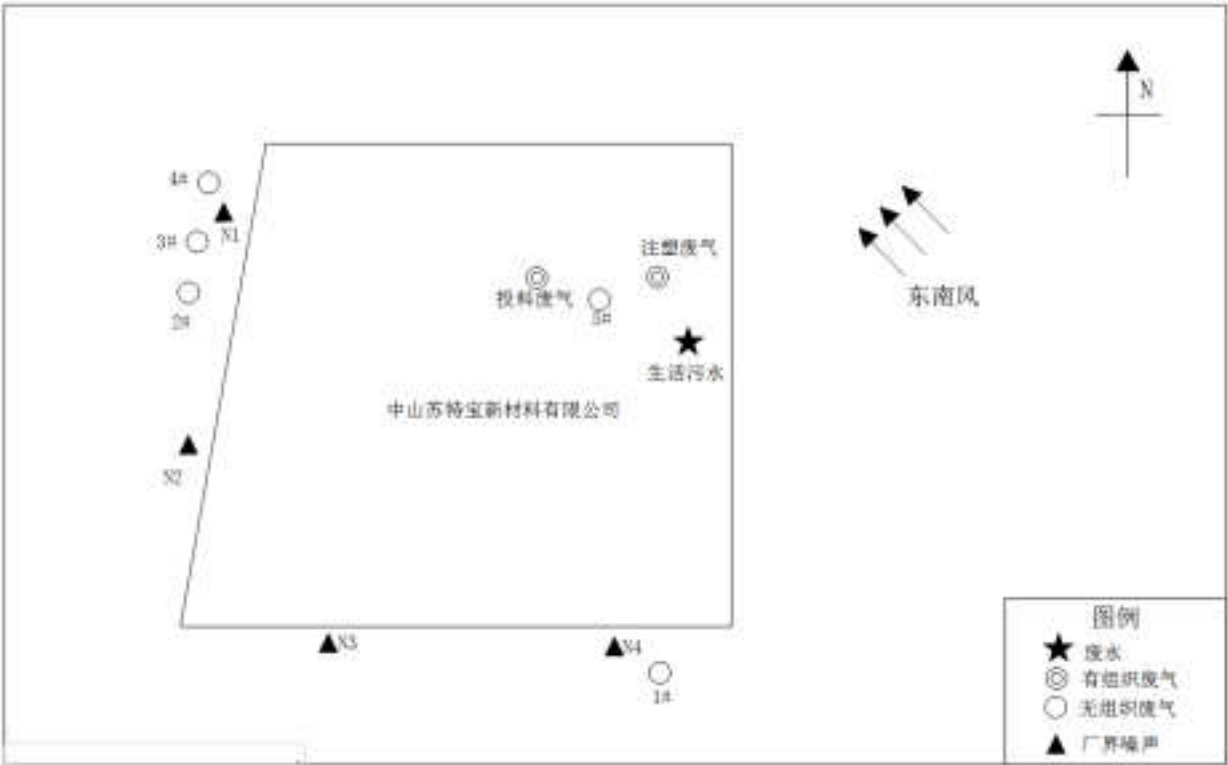 N
4#
N1
3#
2#
注塑废气
投料废气
5#
东南风
生活污水
中山苏特宝新材料有限公司
N2
N3
N4
1#
图例
废水
有组织废气
无组织废气
厂界噪声